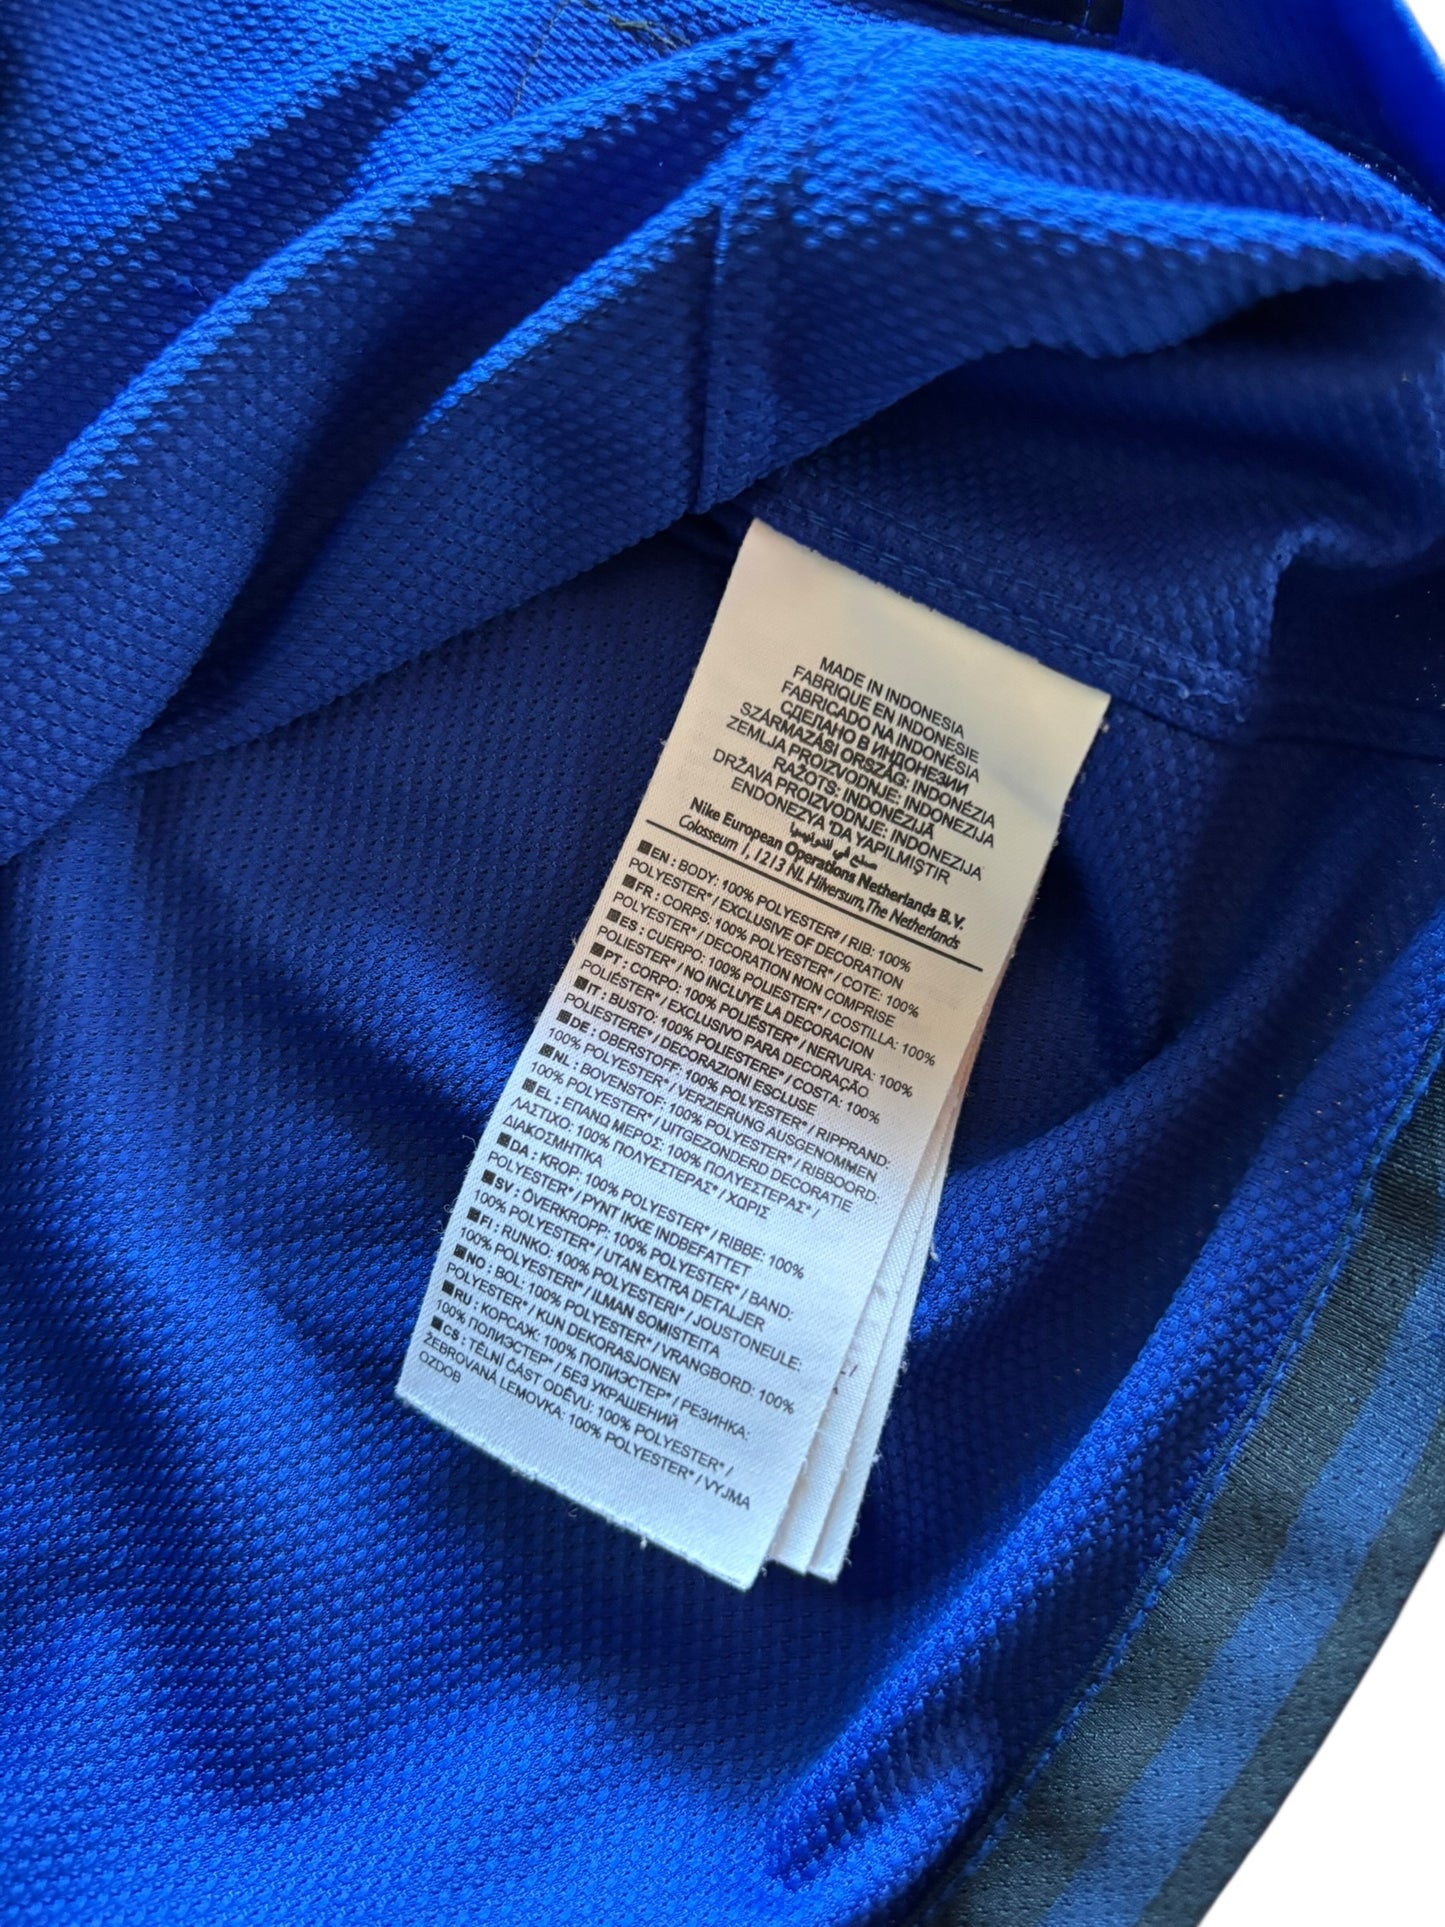 MADE IN INDONESIA
FABRIQUE EN INDONESIE
FABRICADO NA INDONÉSIA
СДЕЛАНО В ИНДОНЕЗИИ
SZÁRMAZÁSI ORSZÁG: INDONÉZIA
ZEMLJA PROIZVODNJE: INDONEZIJA
RAŽOTS: INDONĒZIJĀ
DRŽAVA PROIZVODNJE: INDONEZIJA
ENDONEZYA 'DA YAPILMIŞTIR
صنع في اندونيسيا
Nike European Operations Netherlands B.V.
Colosseum 1, 1213 NL Hilversum, The Netherlands
EN : BODY: 100% POLYESTER* / RIB: 100%
POLYESTER* / EXCLUSIVE OF DECORATION
FR : CORPS: 100% POLYESTER* / COTE: 100%
POLYESTER* / DECORATION NON COMPRISE
ES : CUERPO: 100% POLIESTER* / COSTILLA: 100%
POLIESTER* / NO INCLUYE LA DECORACION
PT : CORPO: 100% POLIÉSTER* / NERVURA: 100%
POLIÉSTER* / EXCLUSIVO PARA DECORAÇÃO
IT : BUSTO: 100% POLIESTERE* / COSTA: 100%
POLIESTERE* / DECORAZIONI ESCLUSE
DE : OBERSTOFF: 100% POLYESTER* / RIPPRAND:
100% POLYESTER* / VERZIERUNG AUSGENOMMEN
NL : BOVENSTOF: 100% POLYESTER* / RIBBOORD:
100% POLYESTER* / UITGEZONDERD DECORATIE
EL : ΕΠΑΝΩ ΜΕΡΟΣ: 100% ΠΟΛΥΕΣΤΕΡΑΣ* /
ΛΑΣΤΙΧΟ: 100% ΠΟΛΥΕΣΤΕΡΑΣ* / ΧΩΡΙΣ
ΔΙΑΚΟΣΜΗΤΙΚΑ
DA : KROP: 100% POLYESTER* / RIBBE: 100%
POLYESTER* / PYNT IKKE INDBEFATTET
SV : ÖVERKROPP: 100% POLYESTER* / BAND:
100% POLYESTER* / UTAN EXTRA DETALJER
FI : RUNKO: 100% POLYESTERI* / JOUSTONEULE:
100% POLYESTERI* / ILMAN SOMISTEITA
NO : BOL: 100% POLYESTER* / VRANGBORD: 100%
POLYESTER* / KUN DEKORASJONEN
RU : КОРСАЖ: 100% ПОЛИЭСТЕР* / РЕЗИНКА:
100% ПОЛИЭСТЕР* / БЕЗ УКРАШЕНИЙ
CS : TĚLNÍ ČÁST ODĚVU: 100% POLYESTER* /
ŽEBROVANÁ LEMOVKA: 100% POLYESTER* / VYJMA
OZDOB